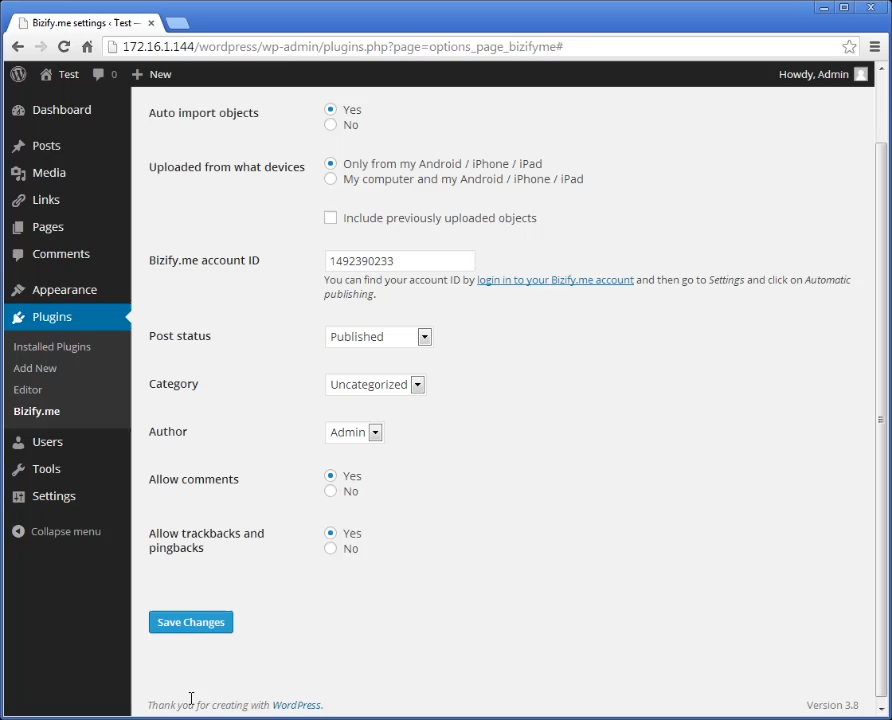 Bizify.me settings ‹ Test —
172.16.1.144/wordpress/wp-admin/plugins.php?page=options_page_bizifyme#
Test 0 New Howdy, Admin
Dashboard
Posts
Media
Links
Pages
Comments
Appearance
Plugins
Installed Plugins
Add New
Editor
Bizify.me
Users
Tools
Settings
Collapse menu
Auto import objects
Yes
No
Uploaded from what devices
Only from my Android / iPhone / iPad
My computer and my Android / iPhone / iPad
Include previously uploaded objects
Bizify.me account ID
1492390233
You can find your account ID by login in to your Bizify.me account and then go to Settings and click on Automatic
publishing.
Post status
Published
Category
Uncategorized
Author
Admin
Allow comments
Yes
No
Allow trackbacks and
pingbacks
Yes
No
Save Changes
Thank you for creating with WordPress.
Version 3.8